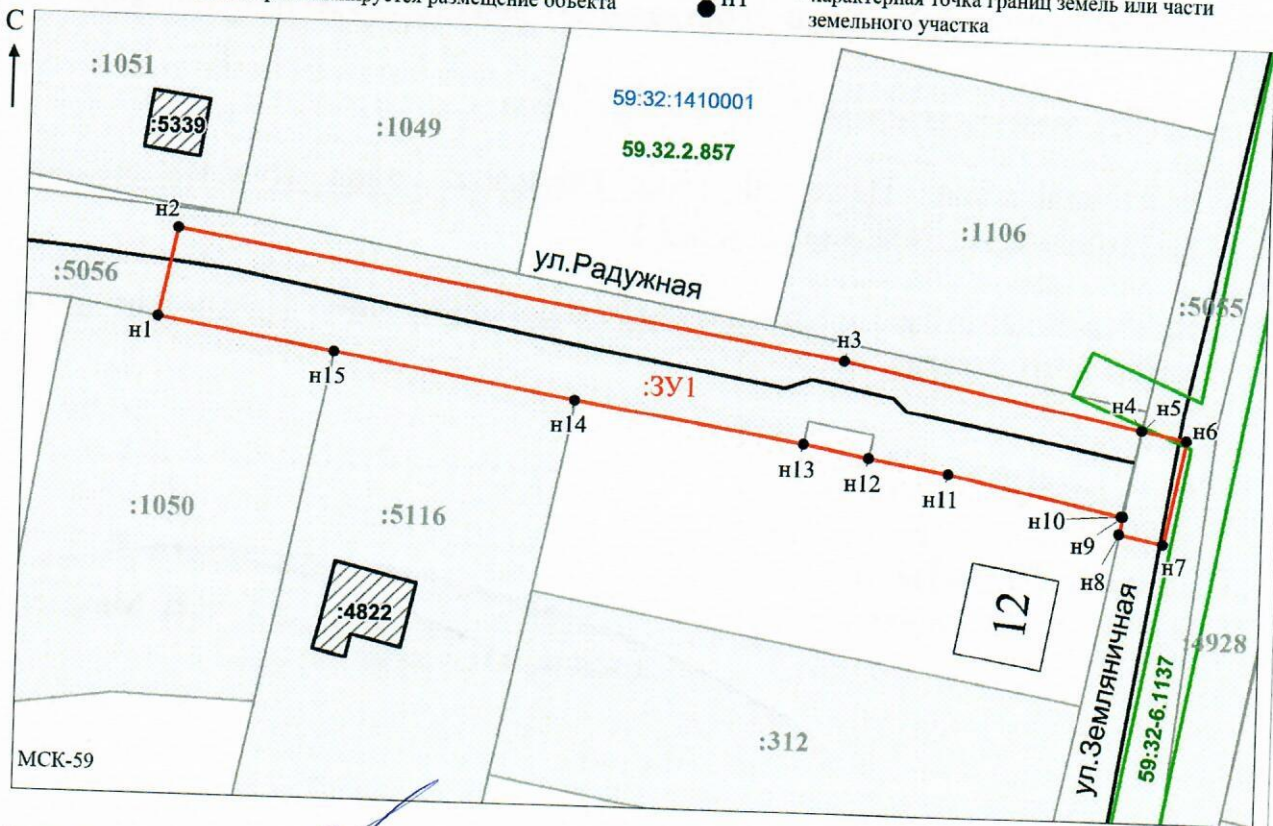 размещение объекта
н1
характерная точка границ земель или части
земельного участка
С
:1051
:5339
:1049
59:32:1410001
59.32.2.857
:1106
н2
ул.Радужная
:5056
:5055
н1
н3
н15
:ЗУ1
н4
н5
н6
н14
н13
н12
н11
н10
н9
н8
н7
:1050
:5116
:4822
12
ул.Земляничная
:4928
59:32-6.1137
:312
МСК-59